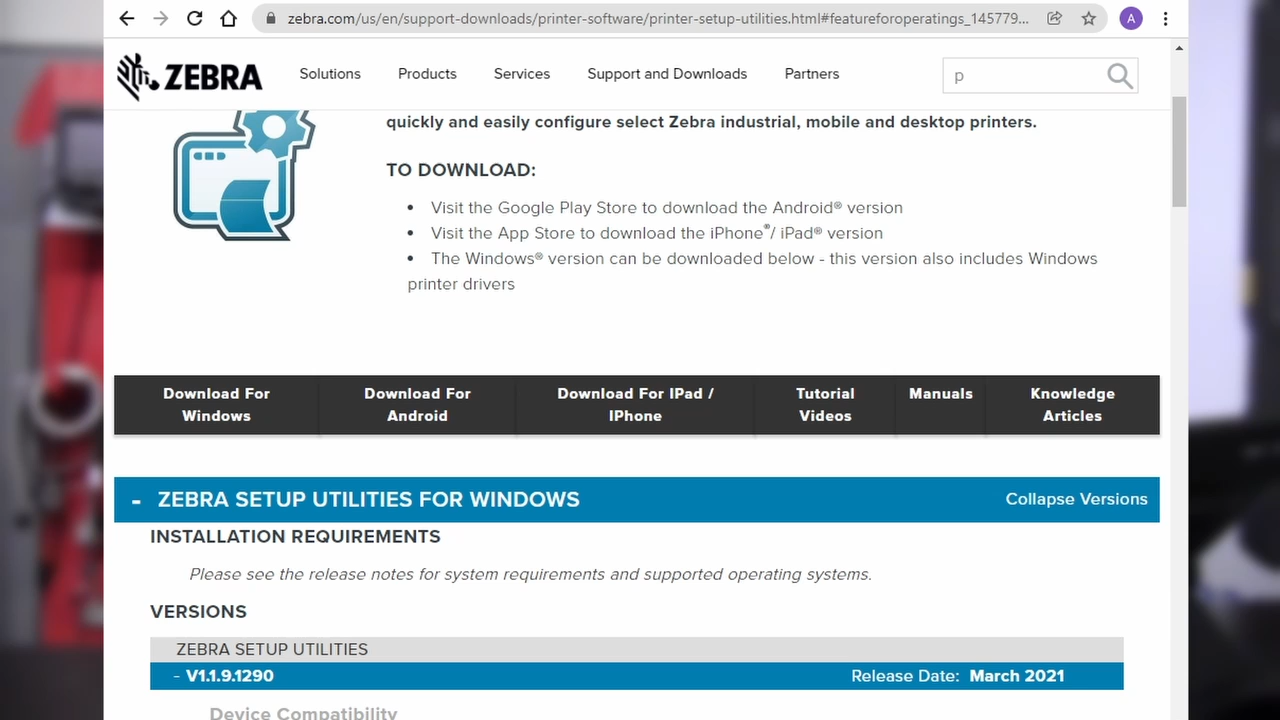 zebra.com/us/en/support-downloads/printer-software/printer-setup-utilities.html#featureforoperatings_145779...
A
ZEBRA
Solutions
Products
Services
Support and Downloads
Partners
p
quickly and easily configure select Zebra industrial, mobile and desktop printers.
TO DOWNLOAD:
• Visit the Google Play Store to download the Android® version
• Visit the App Store to download the iPhone®/ iPad® version
• The Windows® version can be downloaded below - this version also includes Windows
printer drivers
Download For
Windows
Download For
Android
Download For IPad /
IPhone
Tutorial
Videos
Manuals
Knowledge
Articles
- ZEBRA SETUP UTILITIES FOR WINDOWS
Collapse Versions
INSTALLATION REQUIREMENTS
Please see the release notes for system requirements and supported operating systems.
VERSIONS
ZEBRA SETUP UTILITIES
- V1.1.9.1290
Release Date: March 2021
Device Compatibility